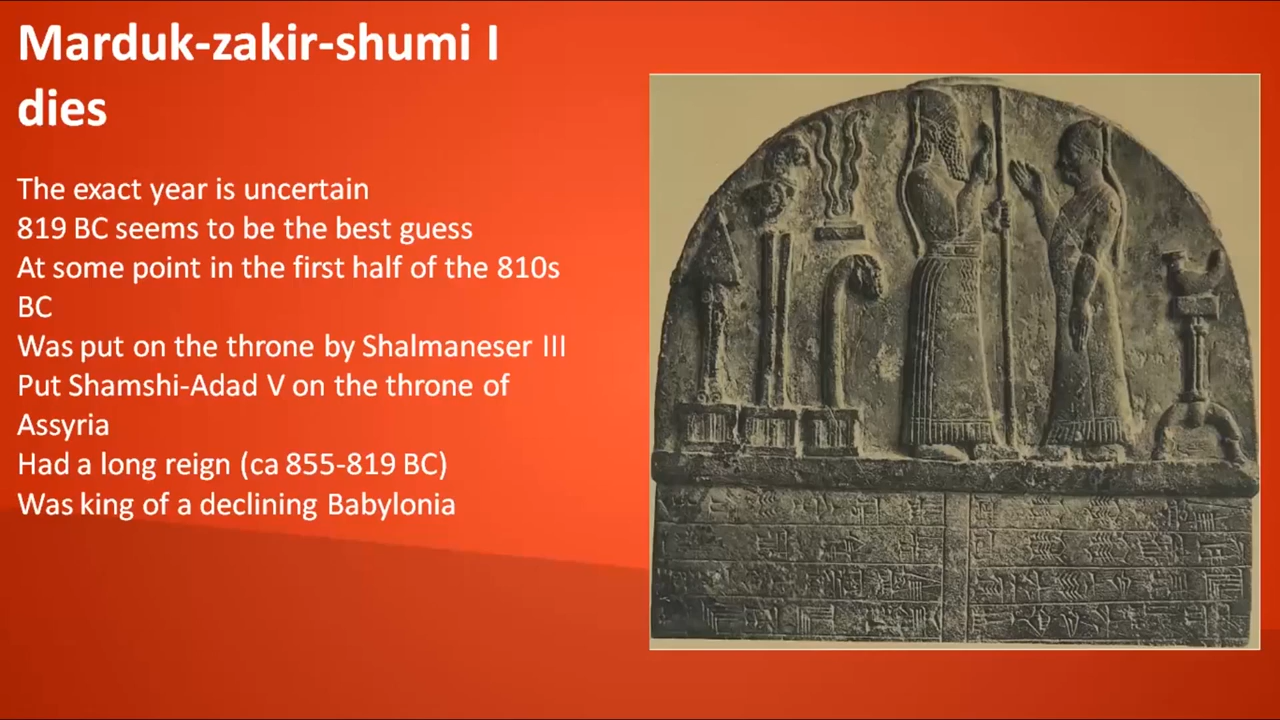 Marduk-zakir-shumi I
dies
The exact year is uncertain
819 BC seems to be the best guess
At some point in the first half of the 810s
BC
Was put on the throne by Shalmaneser III
Put Shamshi-Adad V on the throne of
Assyria
Had a long reign (ca 855-819 BC)
Was king of a declining Babylonia